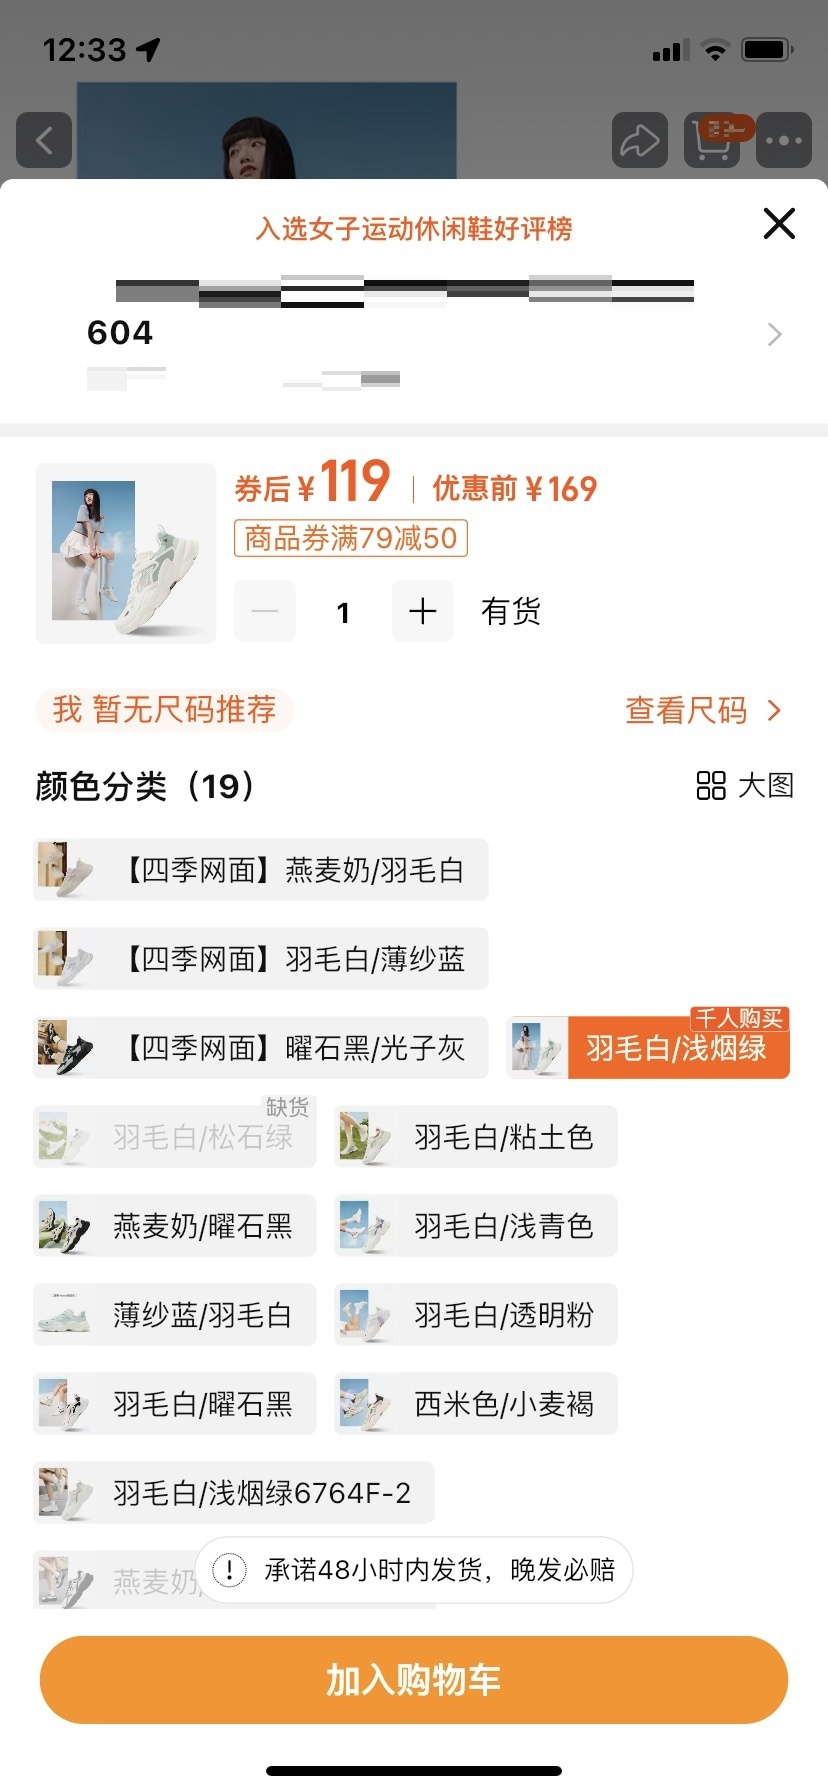 12:33
入选女子运动休闲鞋好评榜
604
券后¥119 优惠前¥169
商品券满79减50
1 有货
我 暂无尺码推荐 查看尺码
颜色分类（19） 大图
【四季网面】燕麦奶/羽毛白
【四季网面】羽毛白/薄纱蓝
千人购买
【四季网面】曜石黑/光子灰 羽毛白/浅烟绿
缺货
羽毛白/松石绿 羽毛白/粘土色
燕麦奶/曜石黑 羽毛白/浅青色
薄纱蓝/羽毛白 羽毛白/透明粉
羽毛白/曜石黑 西米色/小麦褐
羽毛白/浅烟绿6764F-2
燕麦奶/
承诺48小时内发货，晚发必赔
加入购物车